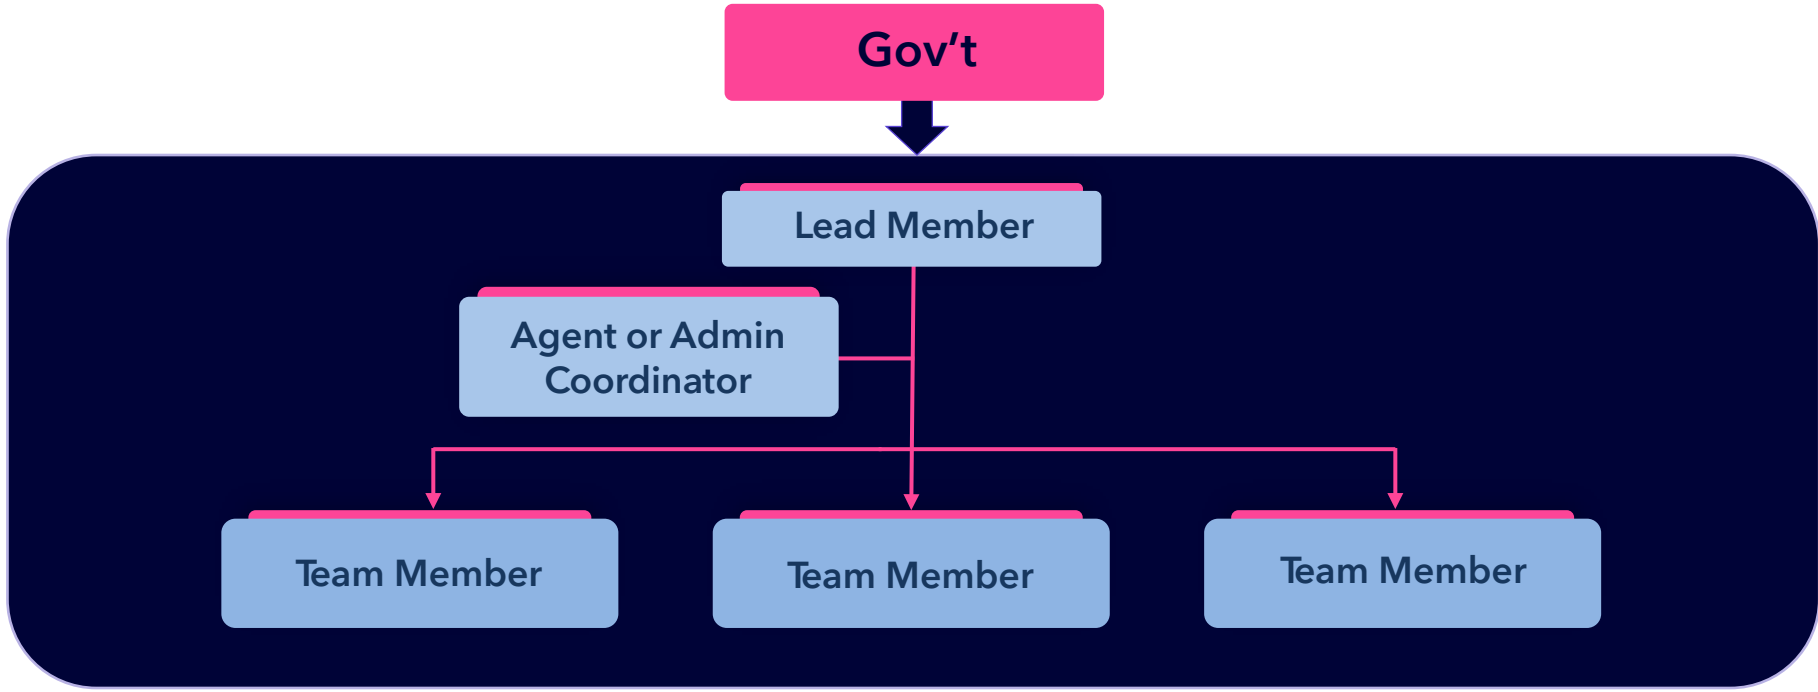 Gov’t
Lead Member
Agent or Admin
Coordinator
Team Member
Team Member
Team Member